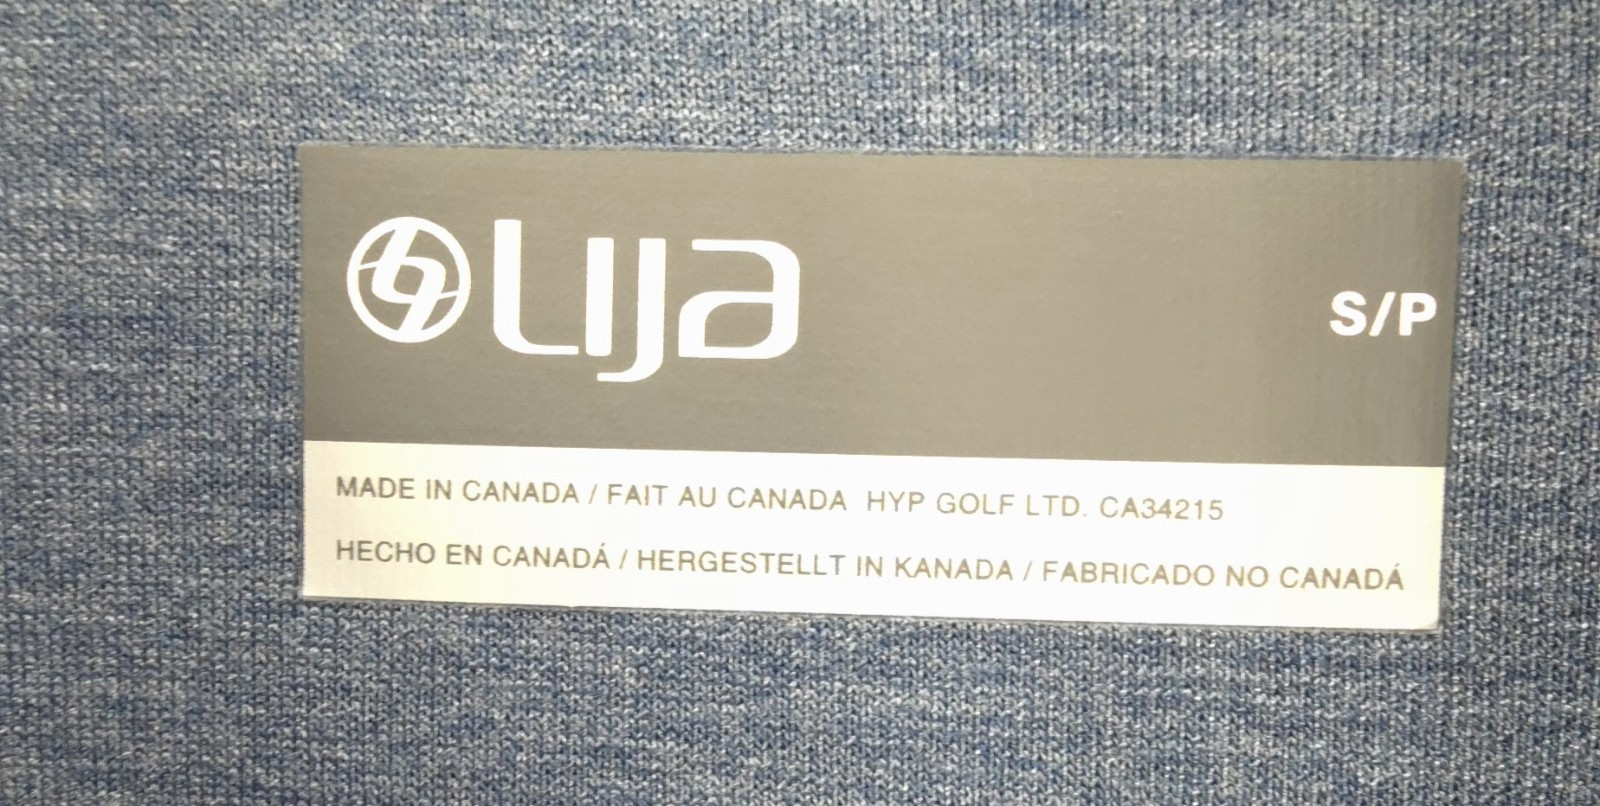 Lija
S/P
MADE IN CANADA / FAIT AU CANADA HYP GOLF LTD. CA34215
HECHO EN CANADÁ / HERGESTELLT IN KANADA / FABRICADO NO CANADÁ